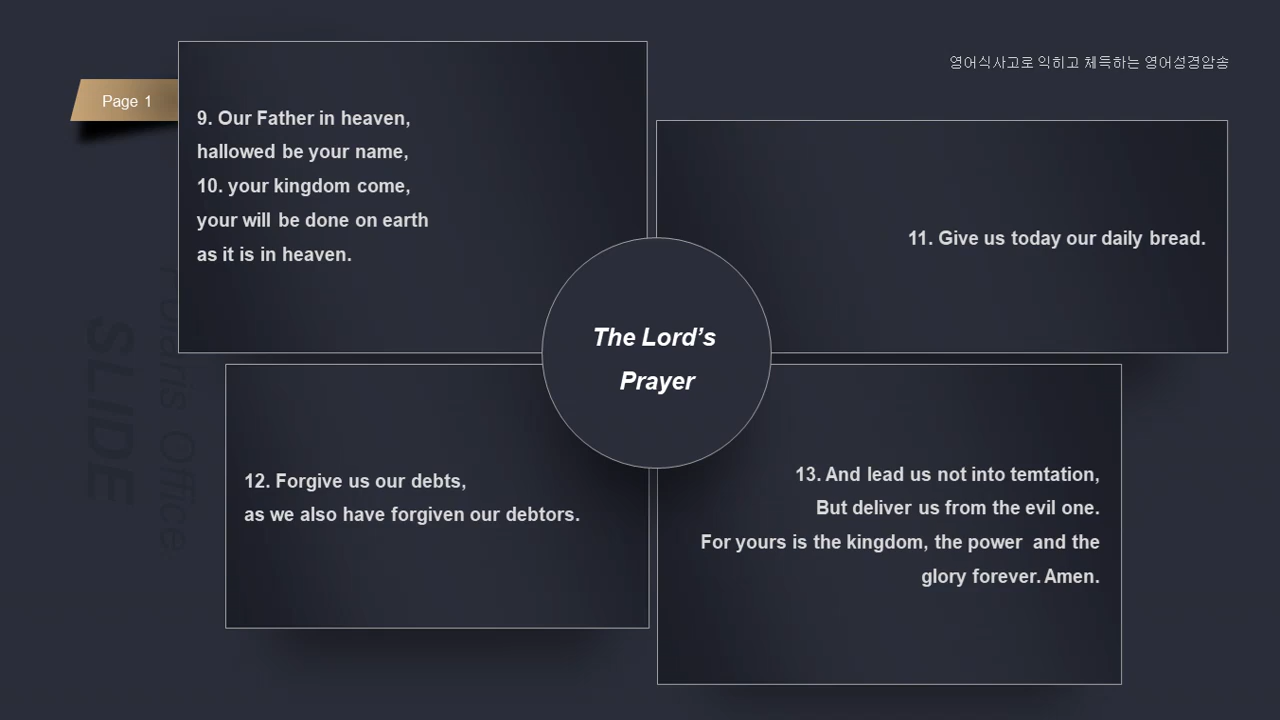 Page 1
영어식사고로 익히고 체득하는 영어성경암송
9. Our Father in heaven,
hallowed be your name,
10. your kingdom come,
your will be done on earth
as it is in heaven.
11. Give us today our daily bread.
The Lord’s
Prayer
12. Forgive us our debts,
as we also have forgiven our debtors.
13. And lead us not into temtation,
But deliver us from the evil one.
For yours is the kingdom, the power and the
glory forever. Amen.
SLIDE